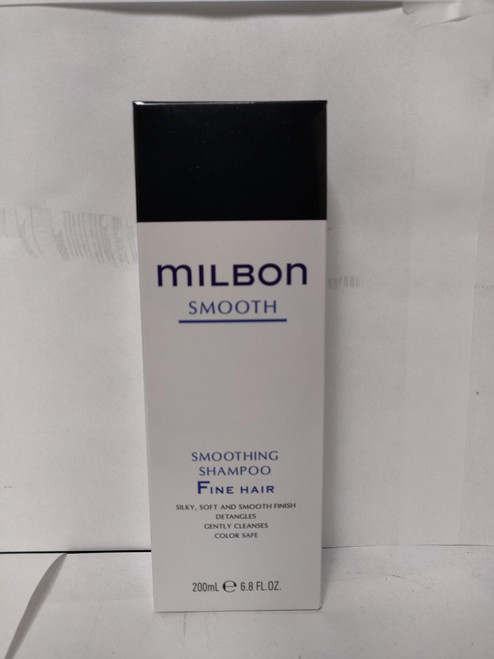 MILBON
SMOOTH
SMOOTHING
SHAMPOO
FINE HAIR
SILKY, SOFT AND SMOOTH FINISH
DETANGLES
GENTLY CLEANSES
COLOR SAFE
200mL ℮ 6.8 FL.OZ.